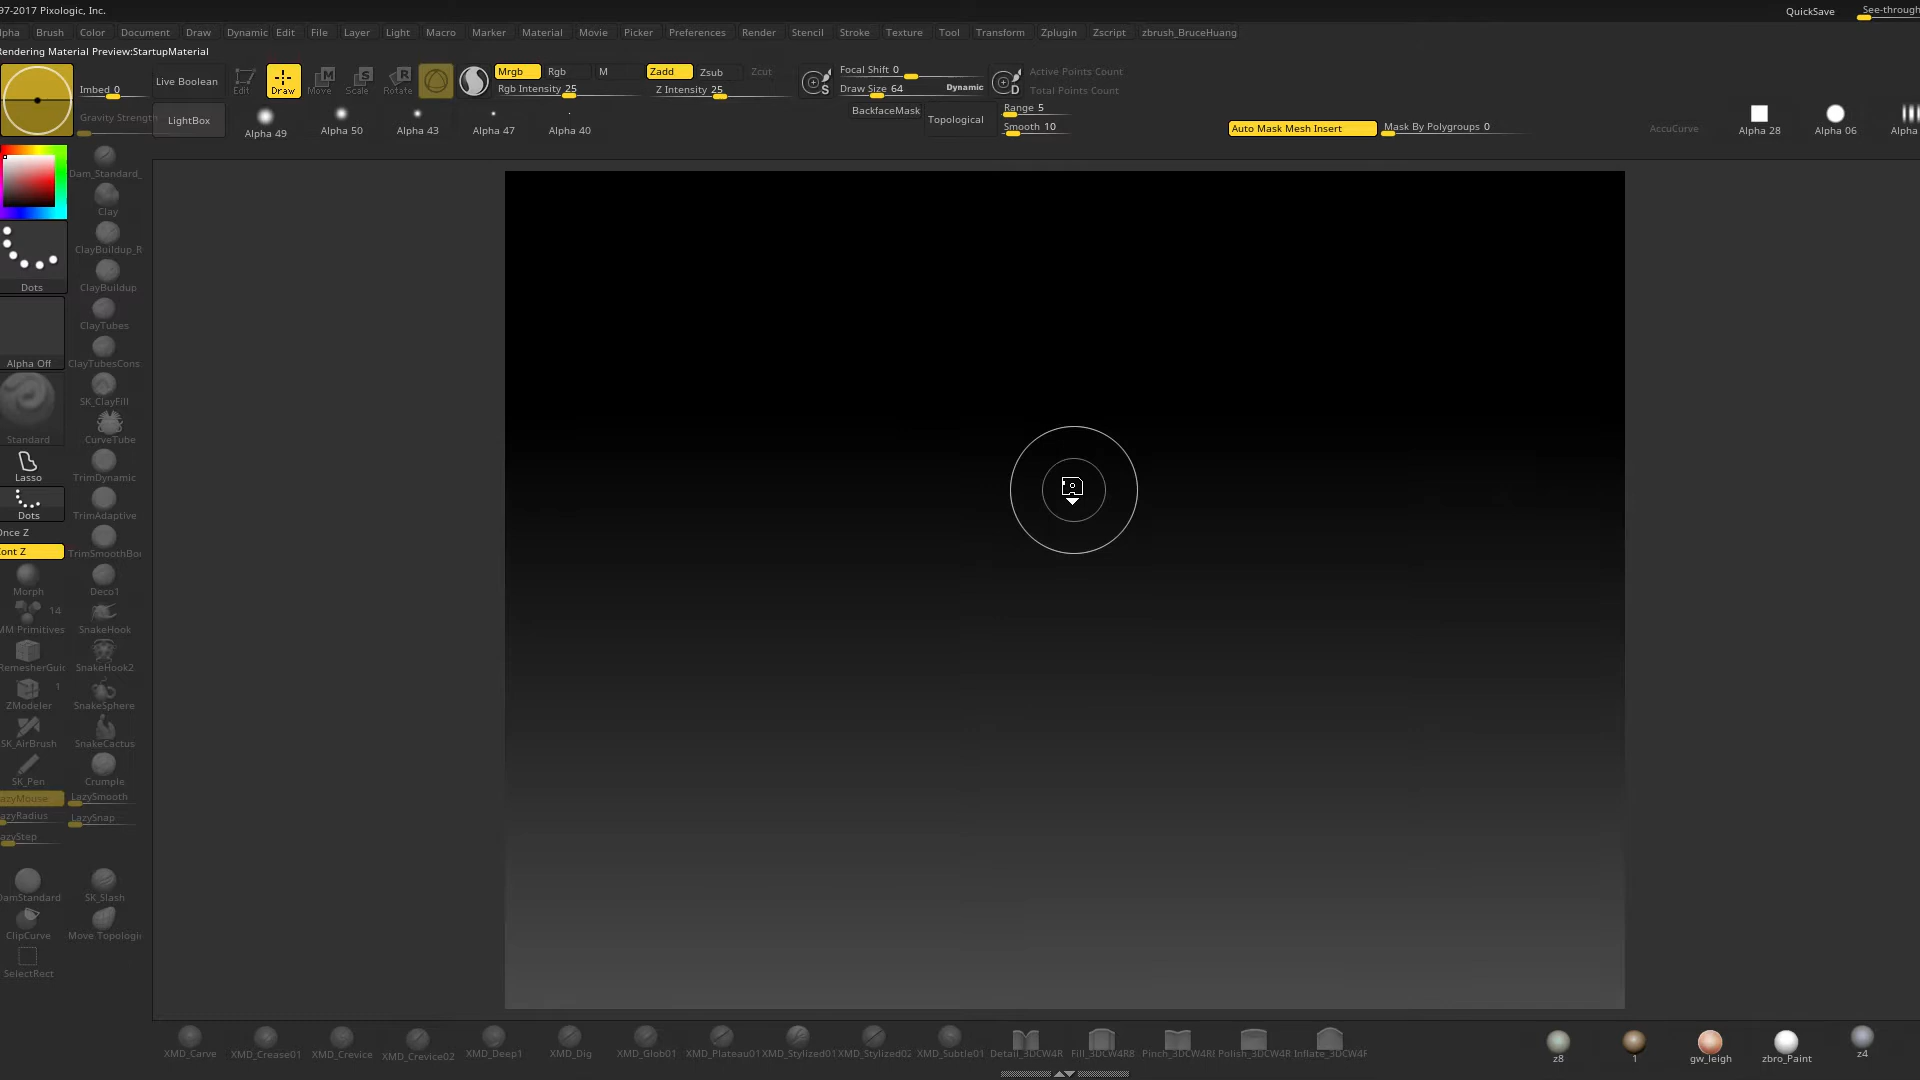 97-2017 Pixologic, Inc.
QuickSave
See-through
lpha Brush Color Document Draw Dynamic Edit File Layer Light Macro Marker Material Movie Picker Preferences Render Stencil Stroke Texture Tool Transform Zplugin Zscript zbrush_BruceHuang
Rendering Material Preview:StartupMaterial
Imbed 0
Gravity Strength
Live Boolean
LightBox
Edit Draw Move Scale Rotate
Mrgb Rgb M
Rgb Intensity 25
Zadd Zsub Zcut
Z Intensity 25
S
Focal Shift 0
Draw Size 64 Dynamic
D
Active Points Count
Total Points Count
Alpha 49 Alpha 50 Alpha 43 Alpha 47 Alpha 40
BackfaceMask
Topological
Range 5
Smooth 10
Auto Mask Mesh Insert
Mask By Polygroups 0
AccuCurve
Alpha 28 Alpha 06 Alpha
Dam_Standard_
Clay
ClayBuildup_R
Dots ClayBuildup
ClayTubes
Alpha Off ClayTubesCons
SK_ClayFill
Standard CurveTube
Lasso TrimDynamic
Dots TrimAdaptive
Once Z
ont Z TrimSmoothBor
Morph Deco1
14
MM Primitives SnakeHook
RemesherGuid SnakeHook2
1
ZModeler SnakeSphere
SK_AirBrush SnakeCactus
SK_Pen Crumple
azyMouse LazySmooth
azyRadius LazySnap
azyStep
DamStandard SK_Slash
ClipCurve Move Topologic
SelectRect
XMD_Carve XMD_Crease01 XMD_Crevice XMD_Crevice02 XMD_Deep1 XMD_Dig XMD_Glob01 XMD_Plateau01 XMD_Stylized01 XMD_Stylized02 XMD_Subtle01 Detail_3DCW4R Fill_3DCW4R8 Pinch_3DCW4R8 Polish_3DCW4R Inflate_3DCW4F
z8 1 gw_leigh zbro_Paint z4